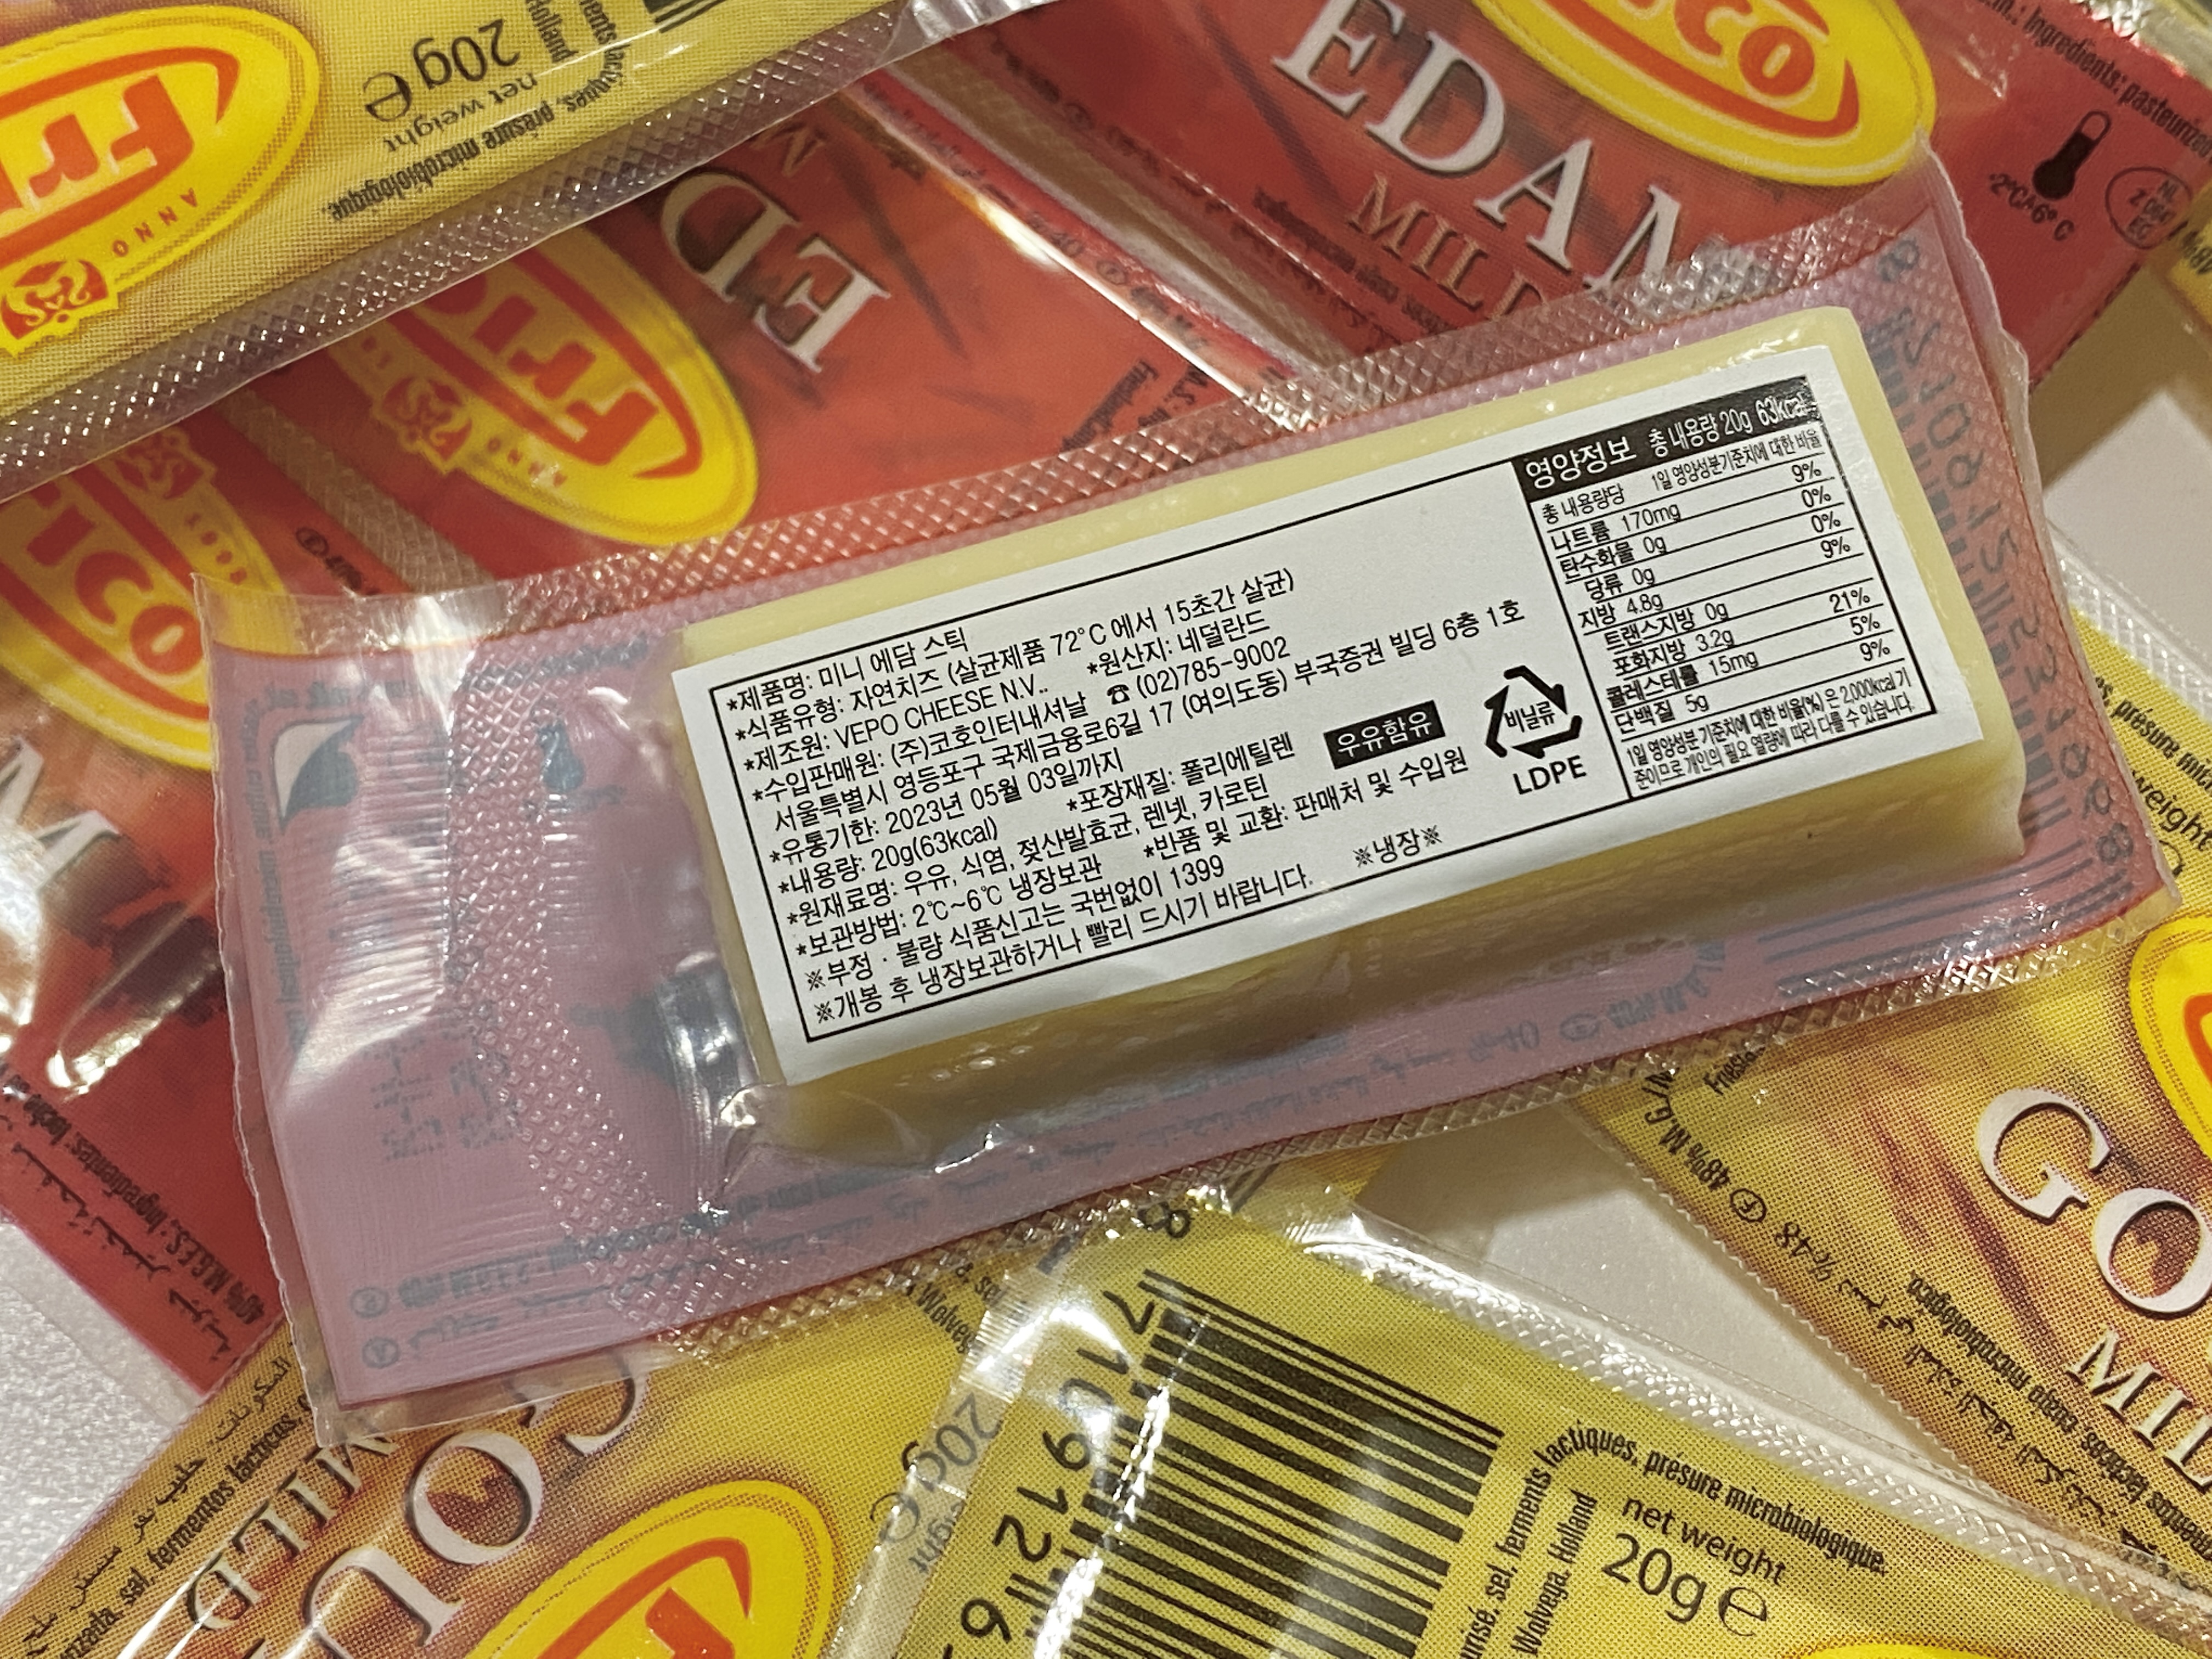 net weight
20g e
présure microbiologique.
ANNO
Frico
ED
EDAM
MILD
Ingredients:
-2°C/+6°C
*제품명: 미니 에담 스틱
*식품유형: 자연치즈 (살균제품 72°C 에서 15초간 살균)
*제조원: VEPO CHEESE N.V.. *원산지: 네덜란드
*수입판매원: (주)코호인터내셔날 ☎ (02)785-9002
서울특별시 영등포구 국제금융로6길 17 (여의도동) 부국증권 빌딩 6층 1호
*유통기한: 2023년 05월 03일까지
*내용량: 20g(63kcal) *포장재질: 폴리에틸렌 우유함유
*원재료명: 우유, 식염, 젖산발효균, 렌넷, 카로틴
*보관방법: 2℃~6℃ 냉장보관 *반품 및 교환: 판매처 및 수입원
※부정 · 불량 식품신고는 국번없이 1399
※개봉 후 냉장보관하거나 빨리 드시기 바랍니다. ※냉장※
비닐류
LDPE
영양정보 총 내용량 20g 63kcal
총 내용량당 1일 영양성분기준치에 대한 비율
나트륨 170mg 9%
탄수화물 0g 0%
당류 0g 0%
지방 4.8g 9%
트랜스지방 0g
포화지방 3.2g 21%
콜레스테롤 15mg 5%
단백질 5g 9%
1일 영양성분 기준치에 대한 비율(%) 은 2,000kcal 기
준이므로 개인의 필요 열량에 따라 다를 수 있습니다.
GO
MIL
48%
MILD
GOU
sal, fermentos lácticos,
20g e
7 10912
sel, ferments lactiques, présure microbiologique.
Wolvega, Holland
net weight
20g e